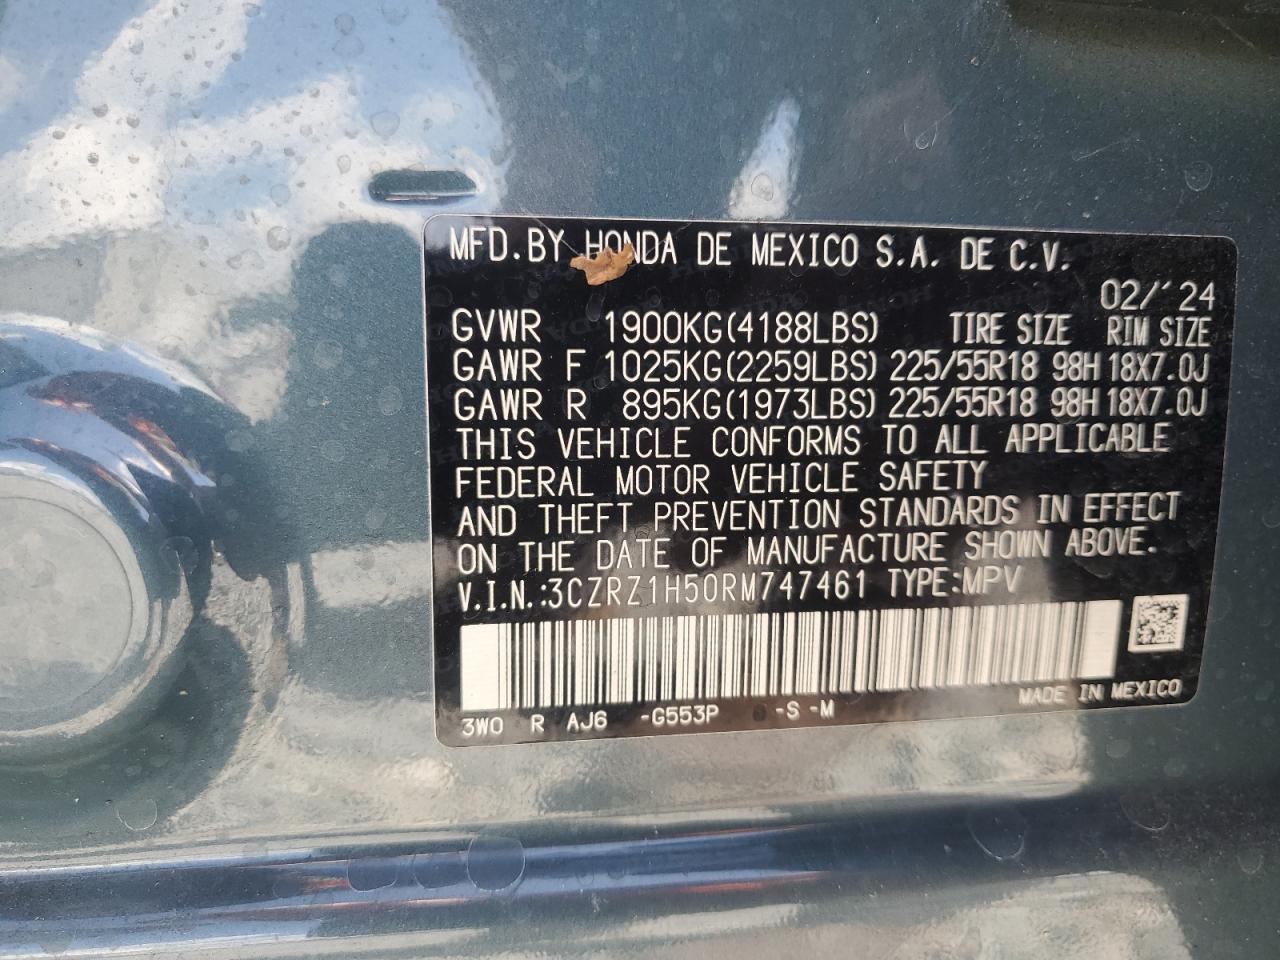 MFD. BY HONDA DE MEXICO S.A. DE C.V.
02/'24
GVWR 1900KG(4188LBS) TIRE SIZE RIM SIZE
GAWR F 1025KG(2259LBS) 225/55R18 98H 18X7.0J
GAWR R 895KG(1973LBS) 225/55R18 98H 18X7.0J
THIS VEHICLE CONFORMS TO ALL APPLICABLE
FEDERAL MOTOR VEHICLE SAFETY
AND THEFT PREVENTION STANDARDS IN EFFECT
ON THE DATE OF MANUFACTURE SHOWN ABOVE.
V.I.N.:3CZRZ1H50RM747461 TYPE:MPV
MADE IN MEXICO
3WO R AJ6 -G553P -S -M